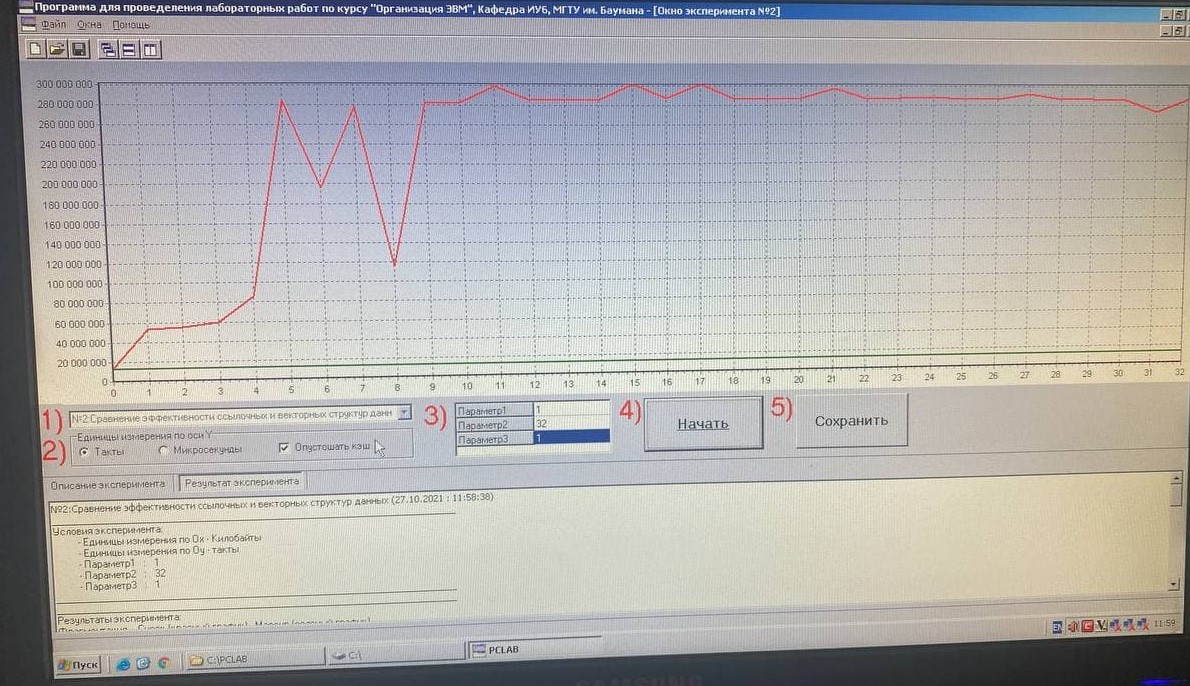 Программа для проведения лабораторных работ по курсу "Организация ЭВМ", Кафедра ИУ6, МГТУ им. Баумана - [Окно эксперимента №2]
Файл Окна Помощь
300 000 000
280 000 000
260 000 000
240 000 000
220 000 000
200 000 000
180 000 000
160 000 000
140 000 000
120 000 000
100 000 000
80 000 000
60 000 000
40 000 000
20 000 000
0
0 1 2 3 4 5 6 7 8 9 10 11 12 13 14 15 16 17 18 19 20 21 22 23 24 25 26 27 28 29 30 31 32
1) №2:Сравнение эффективности ссылочных и векторных структур данн
2) Единицы измерения по оси Y
Такты Микросекунды Опустошать кэш
3) Параметр1 1
Параметр2 32
Параметр3 1
4) Начать
5) Сохранить
Описание эксперимента Результат эксперимента
№2:Сравнение эффективности ссылочных и векторных структур данных (27.10.2021 : 11:58:38)
Условия эксперимента:
- Единицы измерения по Ox - Килобайты
- Единицы измерения по Oy - такты
- Параметр1 : 1
- Параметр2 : 32
- Параметр3 : 1
Результаты эксперимента:
Пуск C:\PCLAB C:\ PCLAB
EN 11:59
SAMSUNG